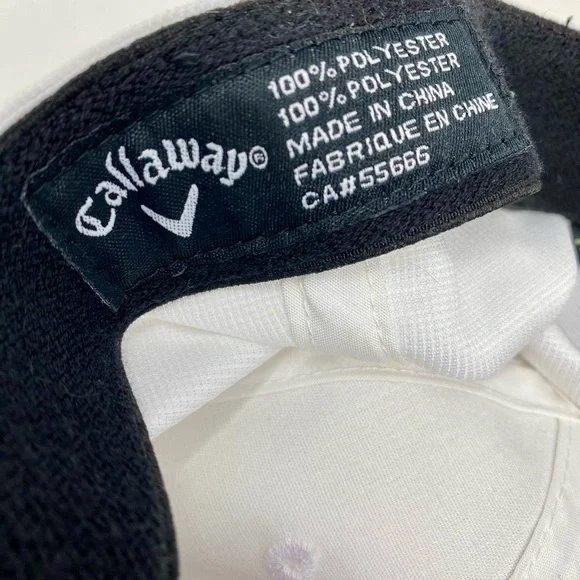 Callaway®
100% POLYESTER
100% POLYESTER
MADE IN CHINA
FABRIQUE EN CHINE
CA#55666